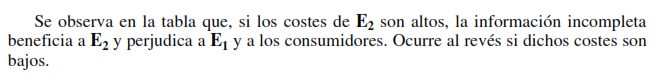 Se observa en la tabla que, si los costes de E₂ son altos, la información incompleta
beneficia a E₂ y perjudica a E₁ y a los consumidores. Ocurre al revés si dichos costes son
bajos.